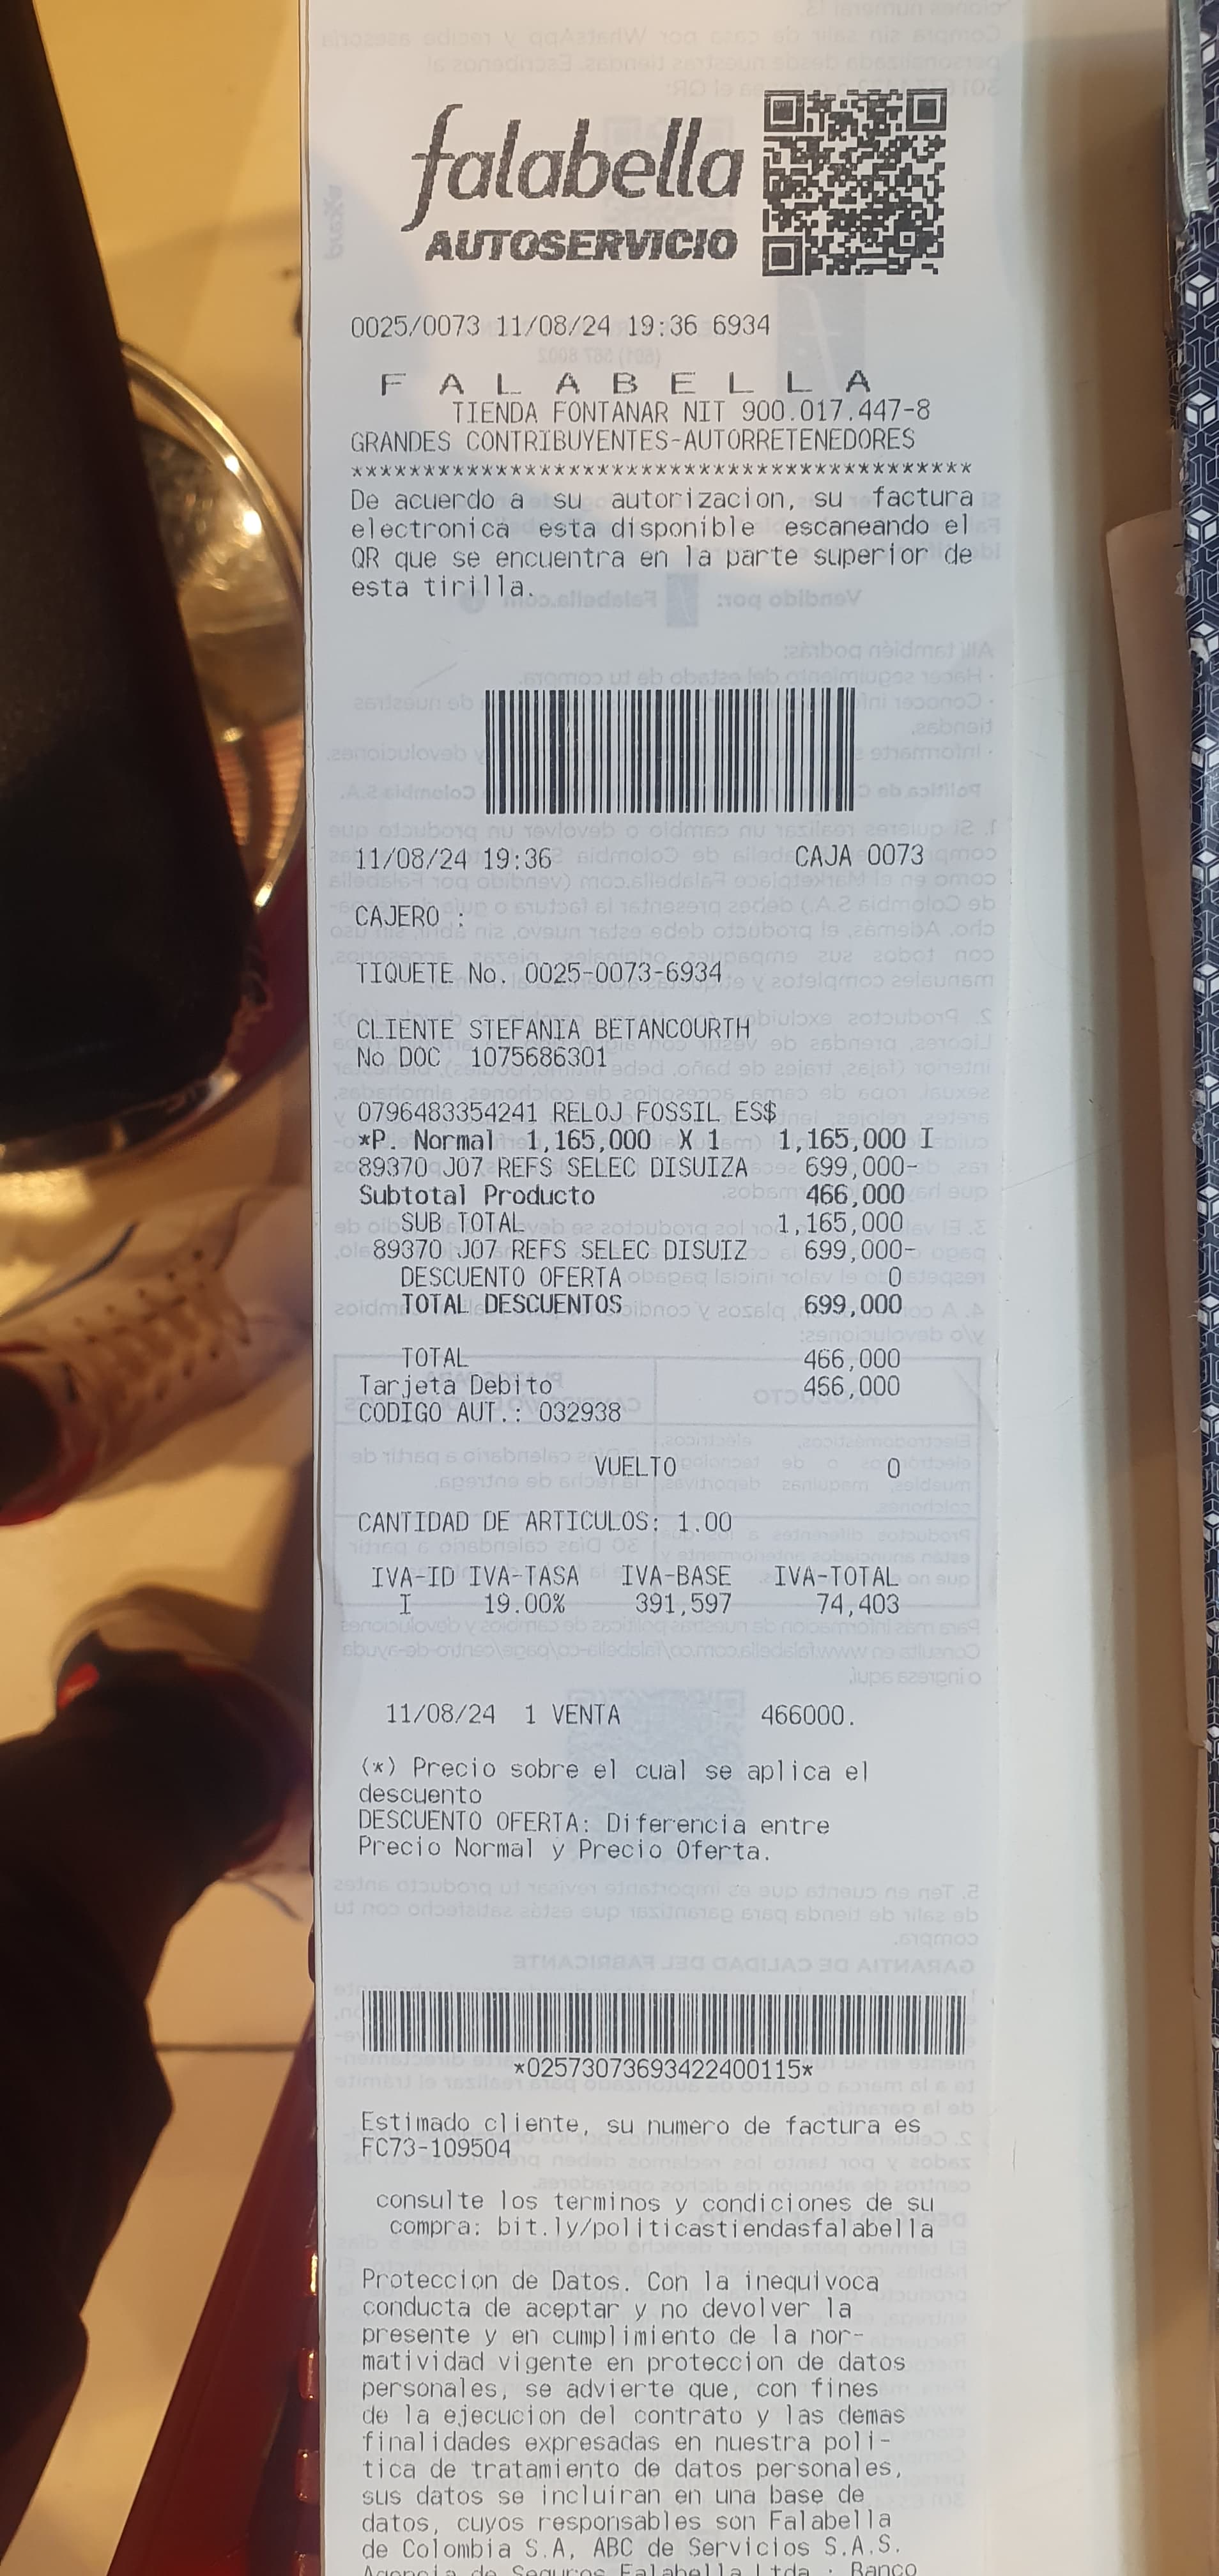 falabella
AUTOSERVICIO
0025/0073 11/08/24 19:36 6934
F A L A B E L L A
TIENDA FONTANAR NIT 900.017.447-8
GRANDES CONTRIBUYENTES-AUTORRETENEDORES
*******************************************
De acuerdo a su autorizacion, su factura
electronica esta disponible escaneando el
QR que se encuentra en la parte superior de
esta tirilla.
11/08/24 19:36 CAJA 0073
CAJERO :
TIQUETE No. 0025-0073-6934
CLIENTE STEFANIA BETANCOURTH
No DOC 1075686301
0796483354241 RELOJ FOSSIL ES$
*P. Normal 1,165,000 X 1 1,165,000 I
89370 J07 REFS SELEC DISUIZA 699,000-
Subtotal Producto 466,000
SUB TOTAL 1,165,000
89370 J07 REFS SELEC DISUIZ 699,000-
DESCUENTO OFERTA 0
TOTAL DESCUENTOS 699,000
TOTAL 466,000
Tarjeta Debito 466,000
CODIGO AUT.: 032938
VUELTO 0
CANTIDAD DE ARTICULOS: 1.00
IVA-ID IVA-TASA IVA-BASE IVA-TOTAL
I 19.00% 391,597 74,403
11/08/24 1 VENTA 466000.
(*) Precio sobre el cual se aplica el
descuento
DESCUENTO OFERTA: Diferencia entre
Precio Normal y Precio Oferta.
*02573073693422400115*
Estimado cliente, su numero de factura es
FC73-109504
consulte los terminos y condiciones de su
compra: bit.ly/politicastiendasfalabella
Proteccion de Datos. Con la inequivoca
conducta de aceptar y no devolver la
presente y en cumplimiento de la nor-
matividad vigente en proteccion de datos
personales, se advierte que, con fines
de la ejecucion del contrato y las demas
finalidades expresadas en nuestra poli-
tica de tratamiento de datos personales,
sus datos se incluiran en una base de
datos, cuyos responsables son Falabella
de Colombia S.A, ABC de Servicios S.A.S.
Agencia de Seguros Falabella Ltda.; Banco